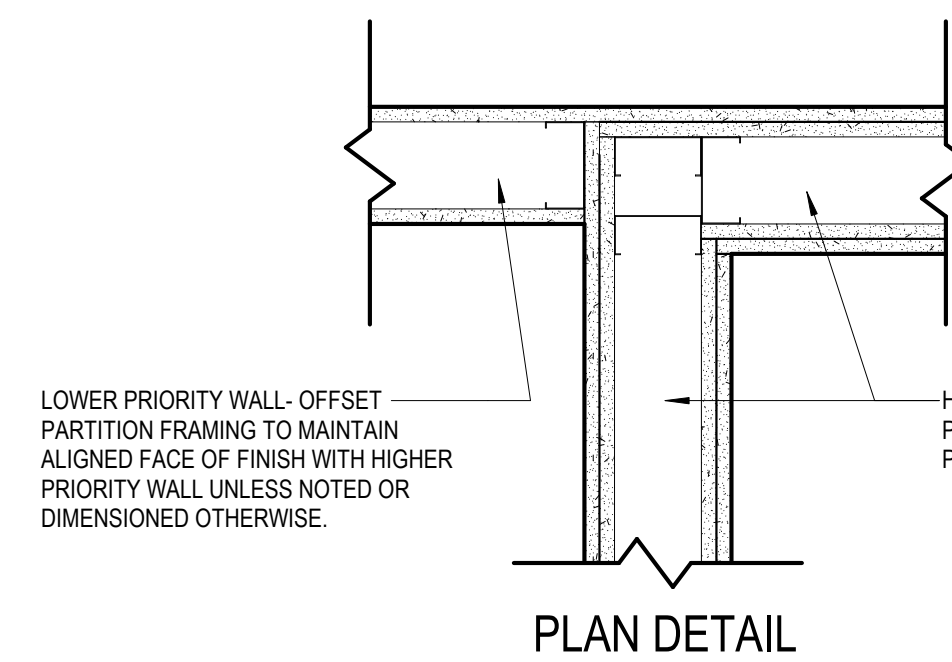 LOWER PRIORITY WALL- OFFSET
PARTITION FRAMING TO MAINTAIN
ALIGNED FACE OF FINISH WITH HIGHER
PRIORITY WALL UNLESS NOTED OR
DIMENSIONED OTHERWISE.
PLAN DETAIL